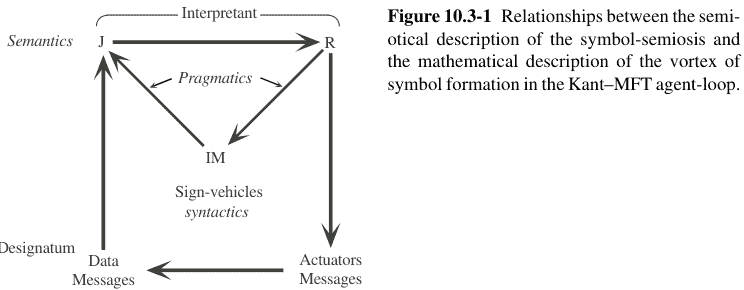 Interpretant
Semantics J R
Pragmatics
IM
Sign-vehicles
syntactics
Designatum
Data
Messages
Actuators
Messages
Figure 10.3-1 Relationships between the semi-
otical description of the symbol-semiosis and
the mathematical description of the vortex of
symbol formation in the Kant–MFT agent-loop.